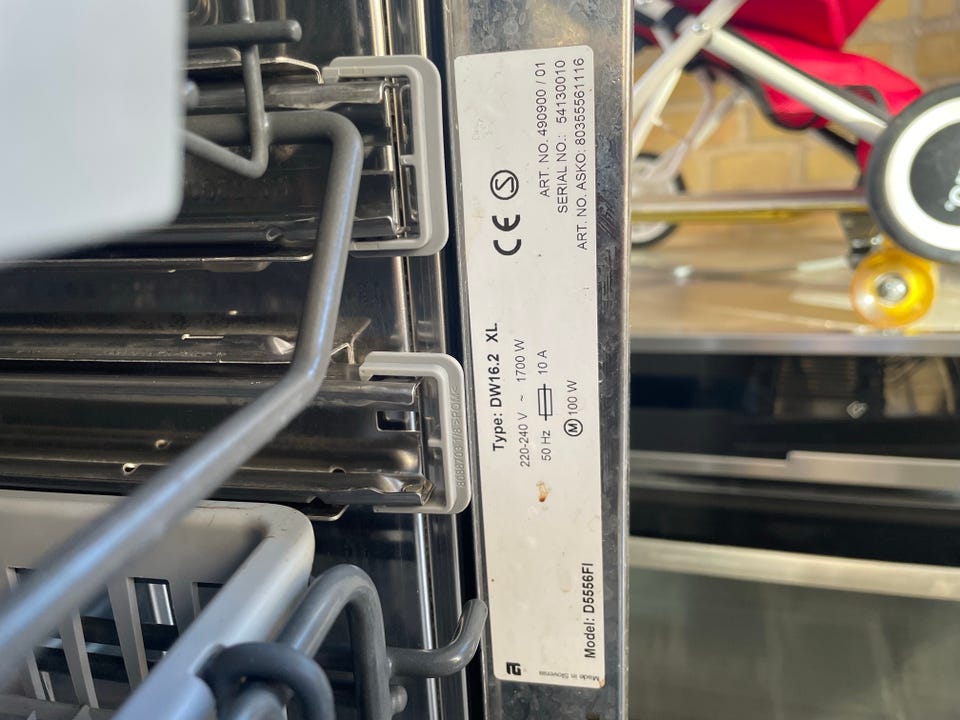 Made in Slovenia
Model: D5556FI
Type: DW16.2 XL
220-240 V ~ 1700 W
50 Hz 10 A
M 100 W
CE S
ART. NO. 490900 / 01
SERIAL NO.: 54130010
ART. NO. ASKO: 80355561116